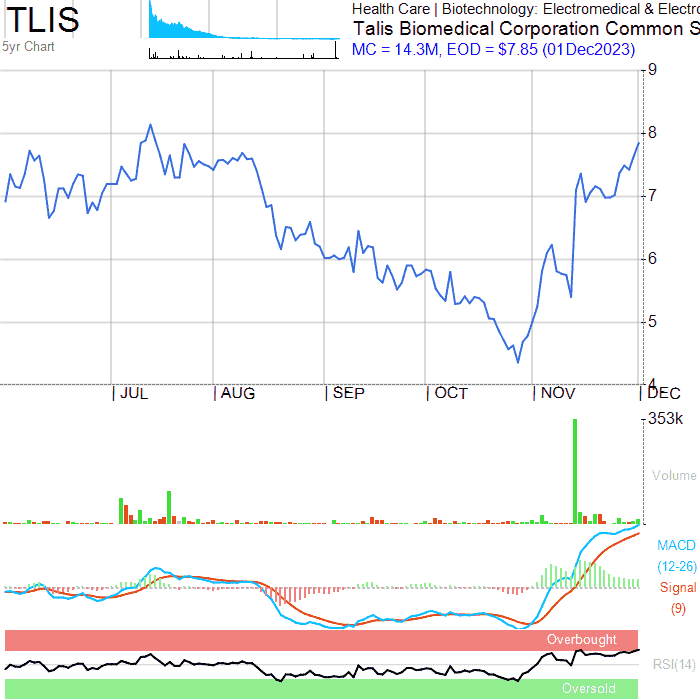 TLIS
5yr Chart
Health Care | Biotechnology: Electromedical & Electro
Talis Biomedical Corporation Common S
MC = 14.3M, EOD = $7.85 (01Dec2023)
9
8
7
6
5
4
JUL
AUG
SEP
OCT
NOV
DEC
353k
Volume
MACD
(12-26)
Signal
(9)
Overbought
RSI(14)
Oversold